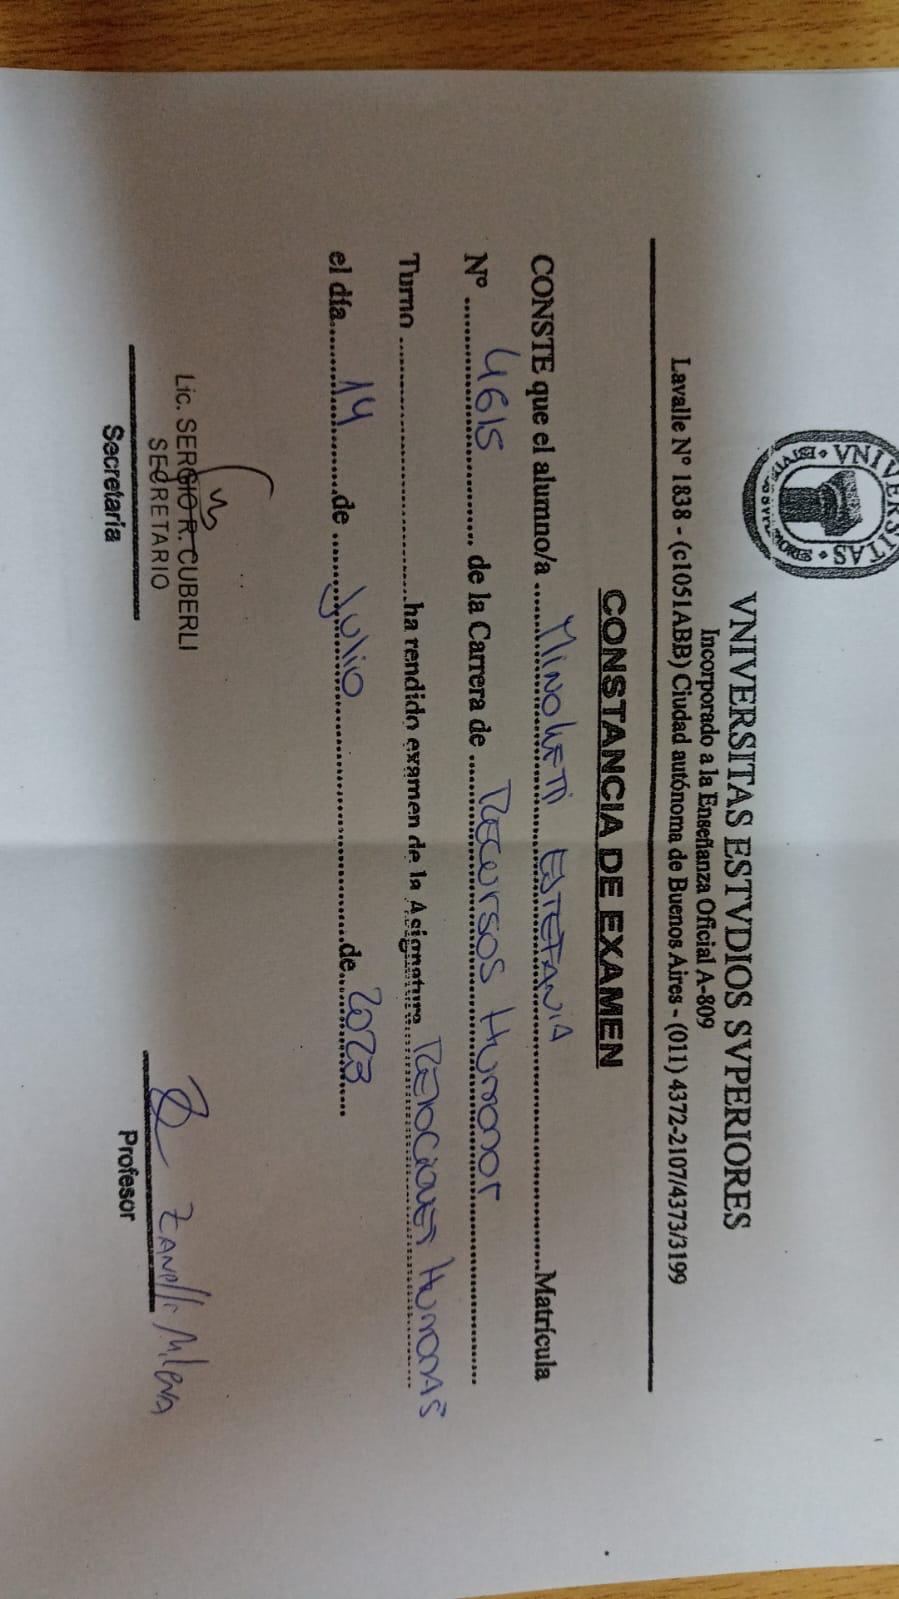 VNIVERSITAS ESTVDIOS SVPERIORES
Incorporado a la Enseñanza Oficial A-809
Lavalle Nº 1838 - (c1051ABB) Ciudad autónoma de Buenos Aires - (011) 4372-2107/4373/3199
CONSTANCIA DE EXAMEN
CONSTE que el alumno/a ESTEFANIA Matrícula
Nº 4615 de la Carrera de Recursos Humanos
Turno ha rendido examen de la Asignatura Relaciones Humanas
el día 14 de Julio de 2023
Lic. SERGIO R. CUBERLI
SECRETARIO
Secretaria
Zanelli Milena
Profesor